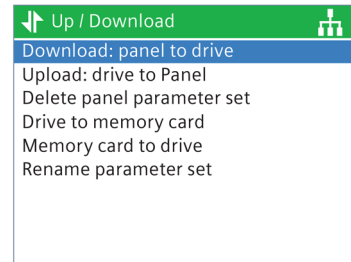 Up / Download
Download: panel to drive
Upload: drive to Panel
Delete panel parameter set
Drive to memory card
Memory card to drive
Rename parameter set